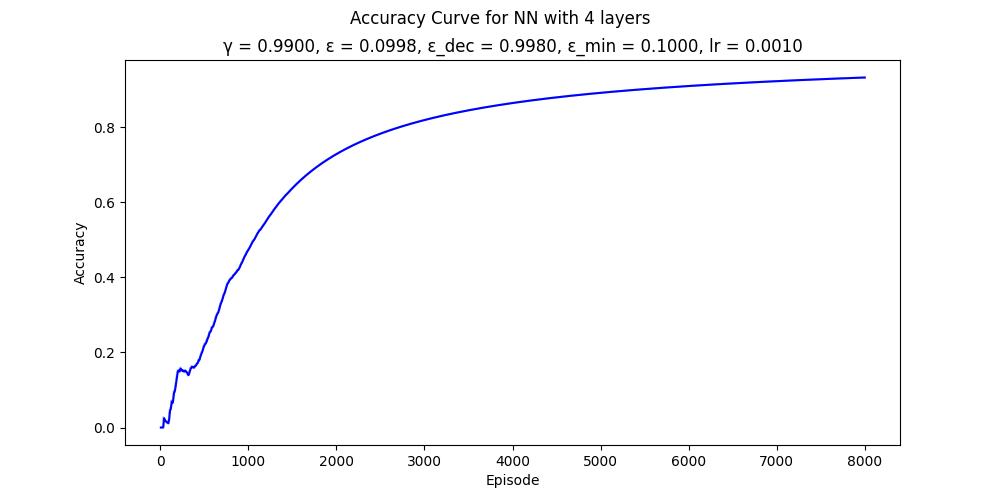 Accuracy Curve for NN with 4 layers
γ = 0.9900, ε = 0.0998, ε_dec = 0.9980, ε_min = 0.1000, lr = 0.0010
0.8
0.6
0.4
0.2
0.0
Accuracy
0 1000 2000 3000 4000 5000 6000 7000 8000
Episode